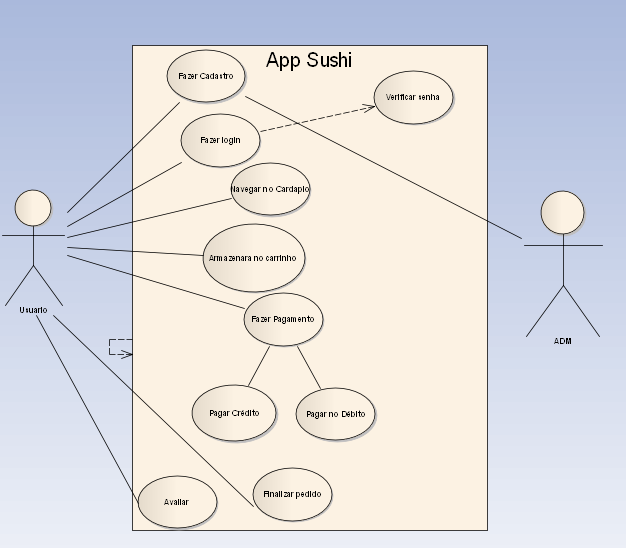 App Sushi
Fazer Cadastro
Verificar senha
Fazer login
Navegar no Cardapio
Armazenara no carrinho
Usuario
Fazer Pagamento
ADM
Pagar Crédito
Pagar no Débito
Avaliar
Finalizar pedido